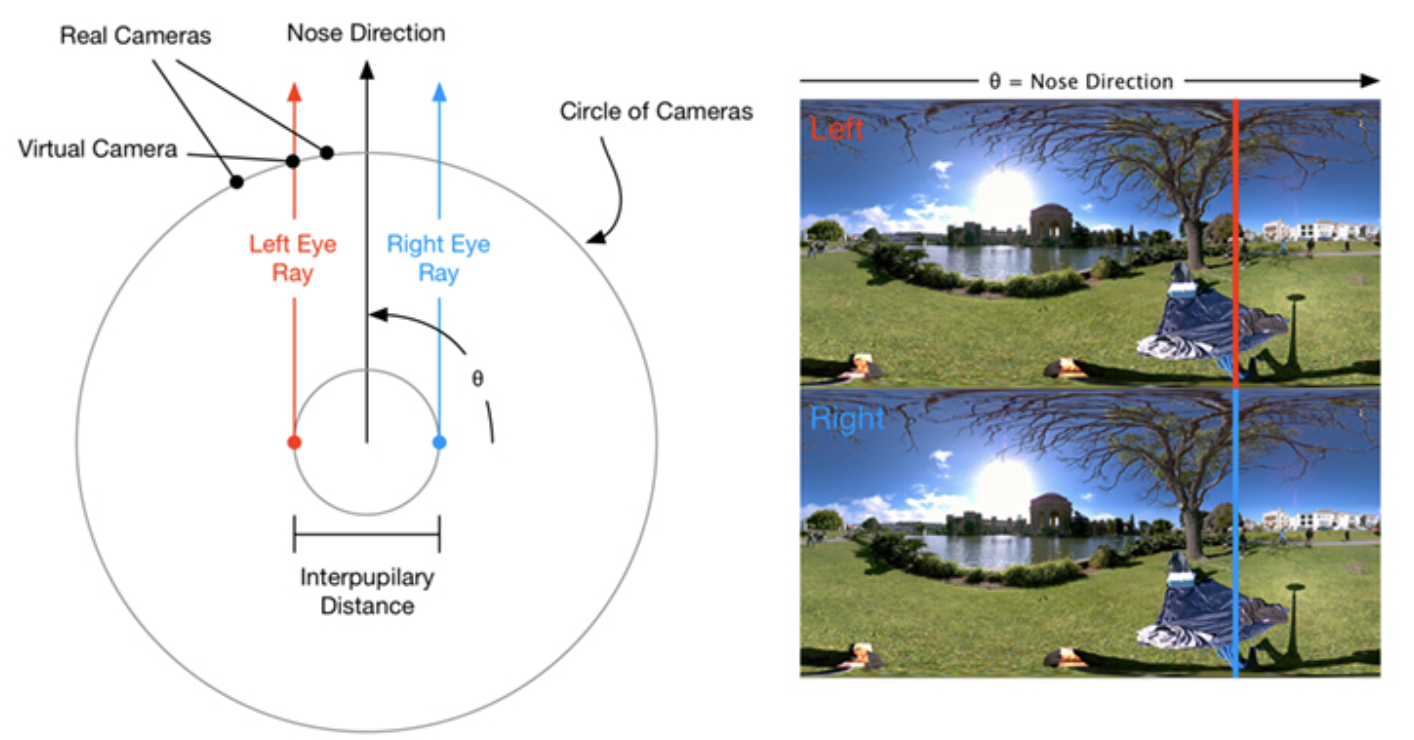 Real Cameras
Nose Direction
Virtual Camera
Circle of Cameras
Left Eye
Ray
Right Eye
Ray
θ
Interpupilary
Distance
θ = Nose Direction
Left
Right